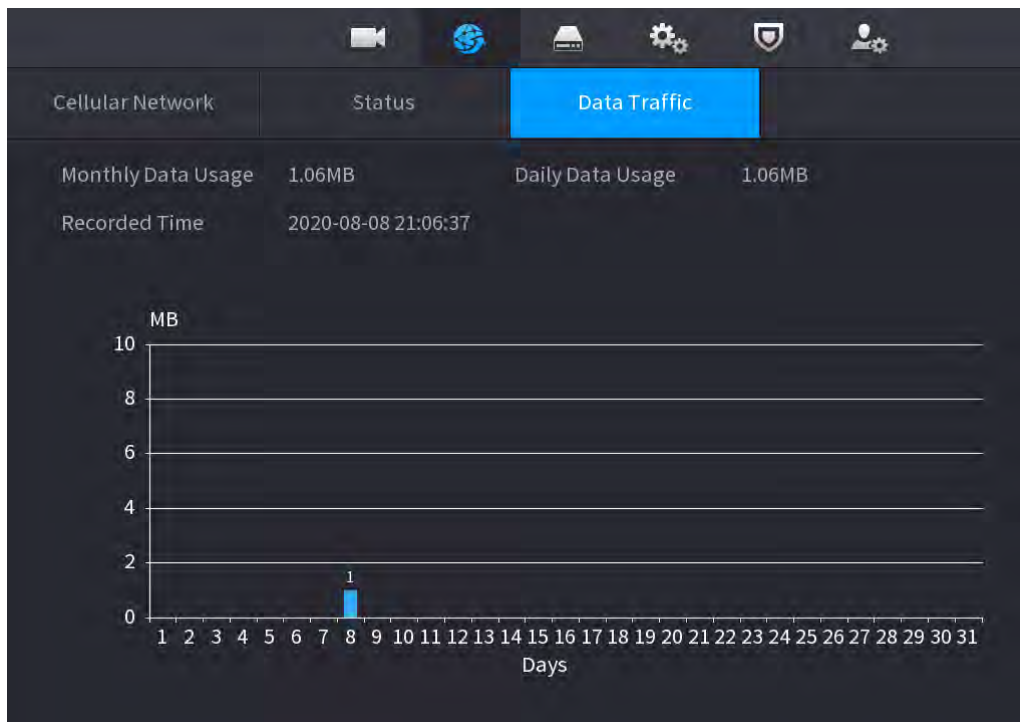 Cellular Network Status Data Traffic
Monthly Data Usage 1.06MB Daily Data Usage 1.06MB
Recorded Time 2020-08-08 21:06:37
MB
10
8
6
4
2
1
0
1 2 3 4 5 6 7 8 9 10 11 12 13 14 15 16 17 18 19 20 21 22 23 24 25 26 27 28 29 30 31
Days